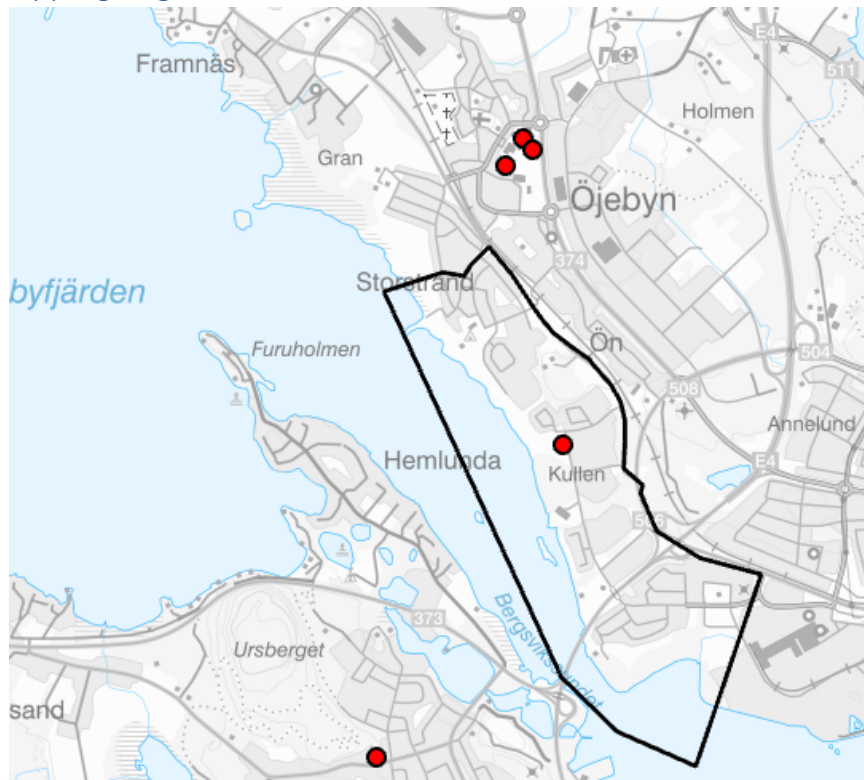 Framnäs
E4
511
Holmen
Gran
Öjebyn
374
Storstrand
byfjärden
Furuholmen
Ön
504
508
Annelund
Hemlunda
E4
Kullen
373
Bergsvikssundet
Ursberget
sand